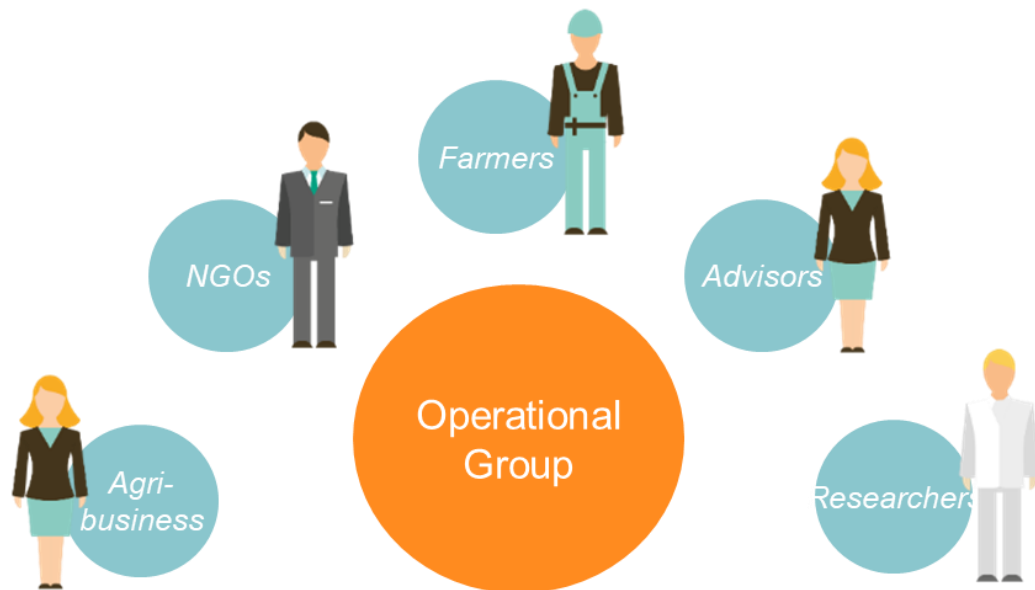 Farmers
NGOs
Advisors
Operational
Group
Agri-
business
Researchers